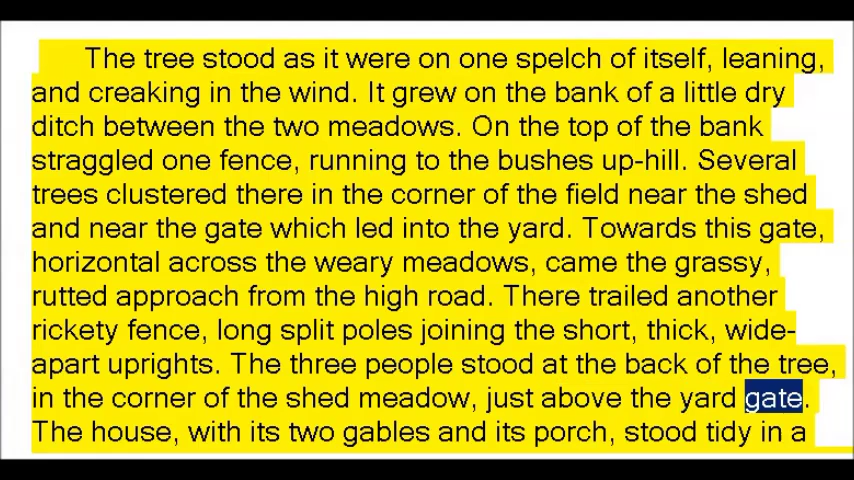 The tree stood as it were on one spelch of itself, leaning,
and creaking in the wind. It grew on the bank of a little dry
ditch between the two meadows. On the top of the bank
straggled one fence, running to the bushes up-hill. Several
trees clustered there in the corner of the field near the shed
and near the gate which led into the yard. Towards this gate,
horizontal across the weary meadows, came the grassy,
rutted approach from the high road. There trailed another
rickety fence, long split poles joining the short, thick, wide-
apart uprights. The three people stood at the back of the tree,
in the corner of the shed meadow, just above the yard gate.
The house, with its two gables and its porch, stood tidy in a